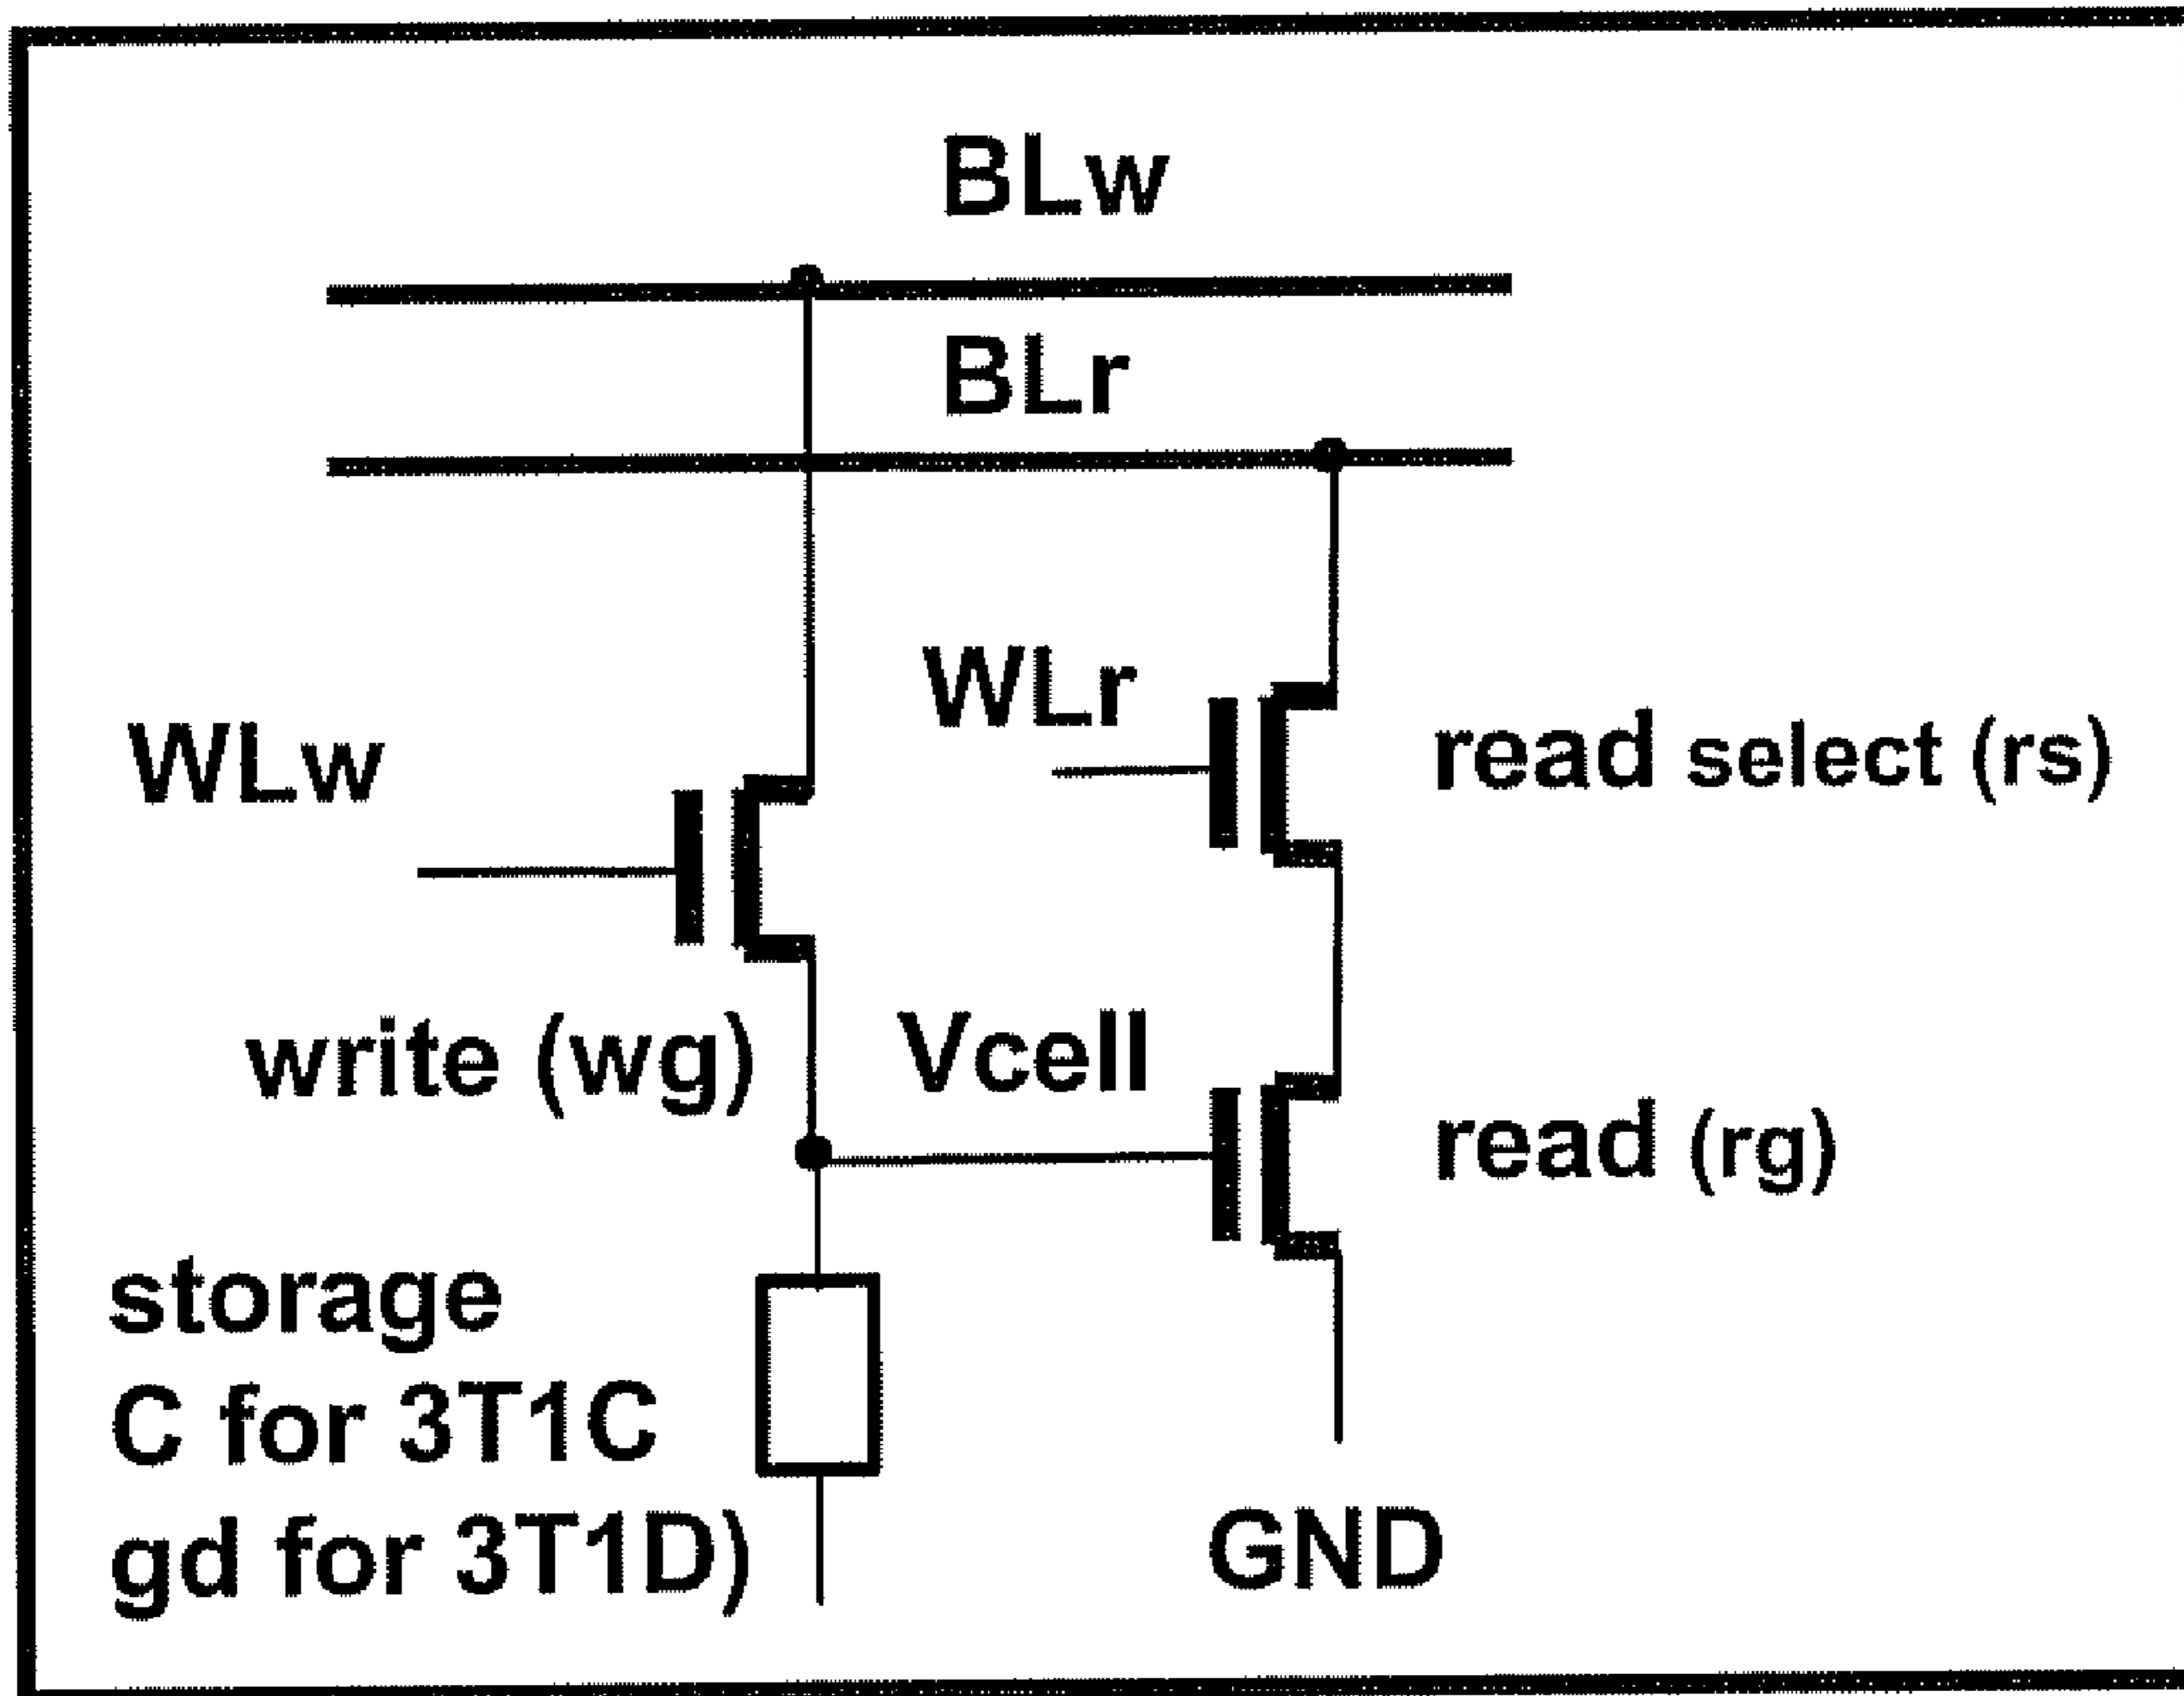 BLw
BLr
WLr
WLw
read select (rs)
write (wg)
Vcell
read (rg)
storage
C for 3T1C
gd for 3T1D)
GND